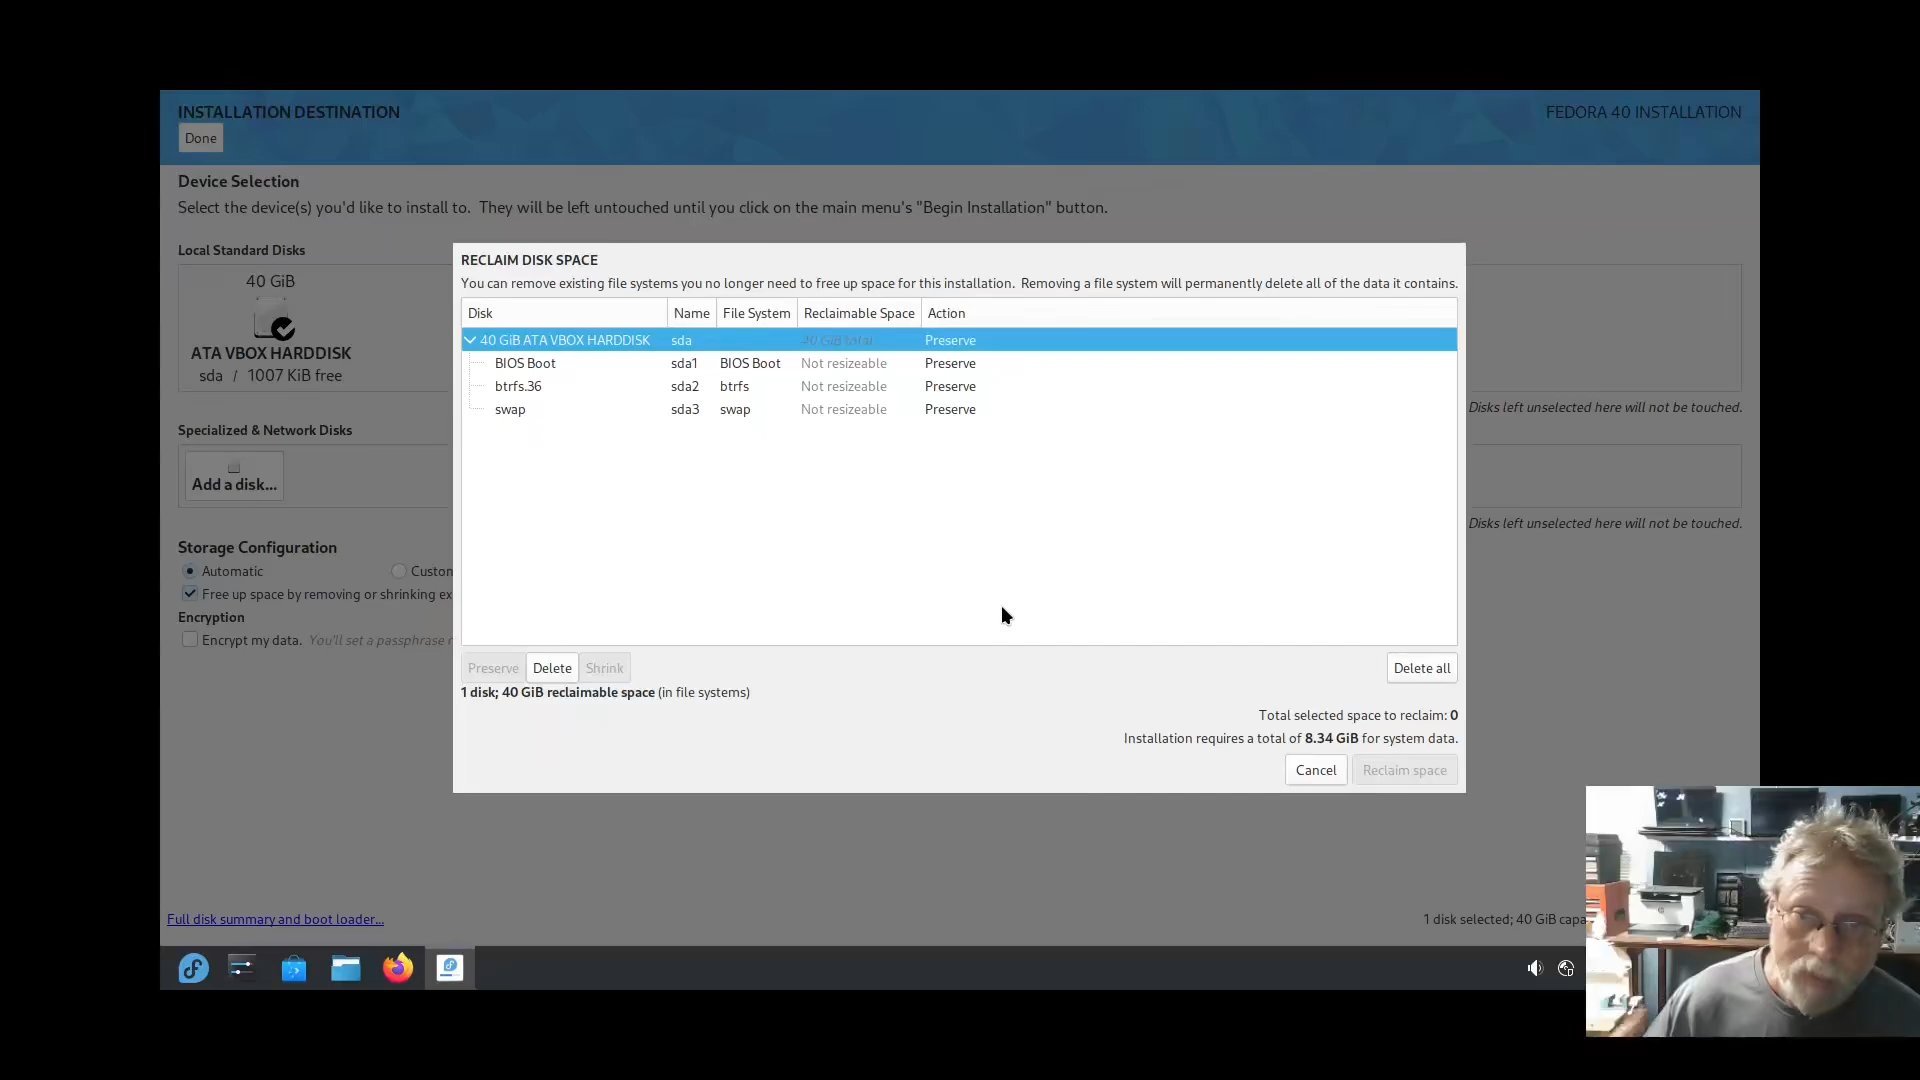 INSTALLATION DESTINATION
FEDORA 40 INSTALLATION
Done
Device Selection
Select the device(s) you'd like to install to. They will be left untouched until you click on the main menu's "Begin Installation" button.
Local Standard Disks
40 GiB
ATA VBOX HARDDISK
sda / 1007 KiB free
Disks left unselected here will not be touched.
Specialized & Network Disks
Add a disk...
Disks left unselected here will not be touched.
Storage Configuration
Automatic
Custom
Free up space by removing or shrinking ex
Encryption
Encrypt my data. You'll set a passphrase
RECLAIM DISK SPACE
You can remove existing file systems you no longer need to free up space for this installation. Removing a file system will permanently delete all of the data it contains.
Disk Name File System Reclaimable Space Action
40 GiB ATA VBOX HARDDISK sda 40 GiB total Preserve
BIOS Boot sda1 BIOS Boot Not resizeable Preserve
btrfs.36 sda2 btrfs Not resizeable Preserve
swap sda3 swap Not resizeable Preserve
Preserve Delete Shrink Delete all
1 disk; 40 GiB reclaimable space (in file systems)
Total selected space to reclaim: 0
Installation requires a total of 8.34 GiB for system data.
Cancel Reclaim space
Full disk summary and boot loader...
1 disk selected; 40 GiB capa